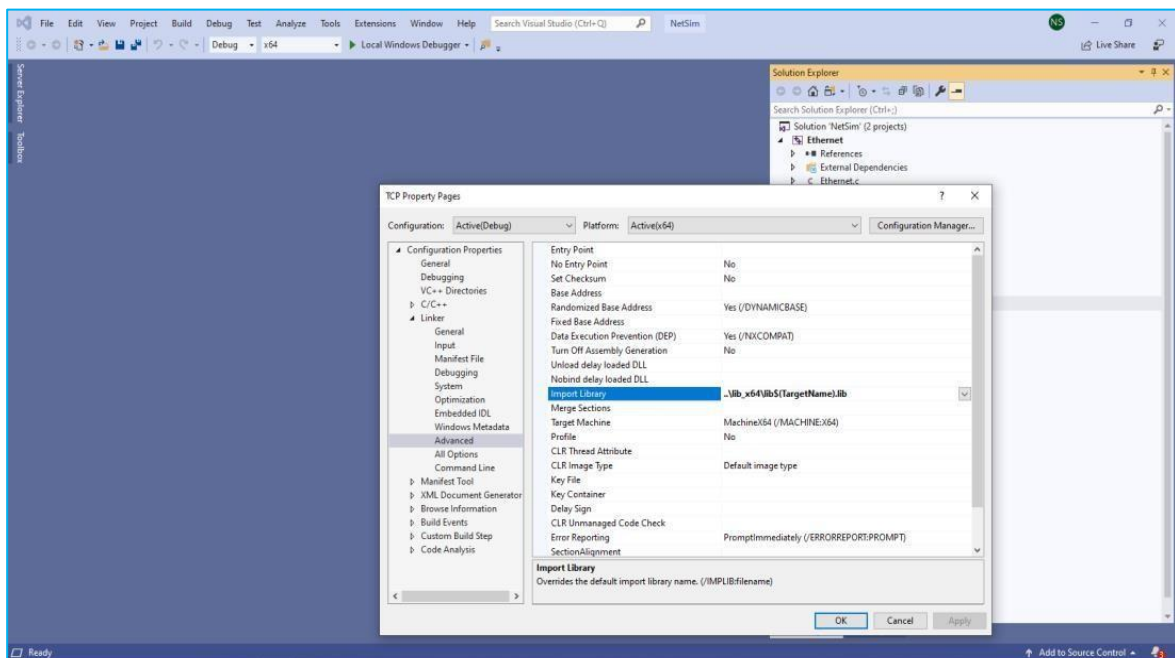 File Edit View Project Build Debug Test Analyze Tools Extensions Window Help Search Visual Studio (Ctrl+Q) NetSim NS
Debug x64 Local Windows Debugger Live Share
Server Explorer
Toolbox
Solution Explorer
Search Solution Explorer (Ctrl+;)
Solution 'NetSim' (2 projects)
Ethernet
References
External Dependencies
Ethernet.c
TCP Property Pages ? X
Configuration: Active(Debug) Platform: Active(x64) Configuration Manager...
Configuration Properties
General
Debugging
VC++ Directories
C/C++
Linker
General
Input
Manifest File
Debugging
System
Optimization
Embedded IDL
Windows Metadata
Advanced
All Options
Command Line
Manifest Tool
XML Document Generator
Browse Information
Build Events
Custom Build Step
Code Analysis
Entry Point
No Entry Point No
Set Checksum No
Base Address
Randomized Base Address Yes (/DYNAMICBASE)
Fixed Base Address
Data Execution Prevention (DEP) Yes (/NXCOMPAT)
Turn Off Assembly Generation No
Unload delay loaded DLL
Nobind delay loaded DLL
Import Library ..\lib_x64\lib$(TargetName).lib
Merge Sections
Target Machine MachineX64 (/MACHINE:X64)
Profile No
CLR Thread Attribute
CLR Image Type Default image type
Key File
Key Container
Delay Sign
CLR Unmanaged Code Check
Error Reporting PromptImmediately (/ERRORREPORT:PROMPT)
SectionAlignment
Import Library
Overrides the default import library name. (/IMPLIB:filename)
OK Cancel Apply
Ready Add to Source Control 3